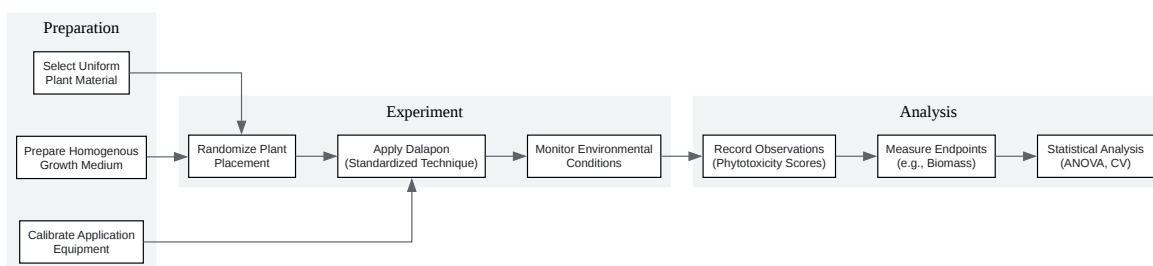 Preparation
Select Uniform
Plant Material
Prepare Homogenous
Growth Medium
Calibrate Application
Equipment
Experiment
Randomize Plant
Placement
Apply Dalapon
(Standardized Technique)
Monitor Environmental
Conditions
Analysis
Record Observations
(Phytotoxicity Scores)
Measure Endpoints
(e.g., Biomass)
Statistical Analysis
(ANOVA, CV)